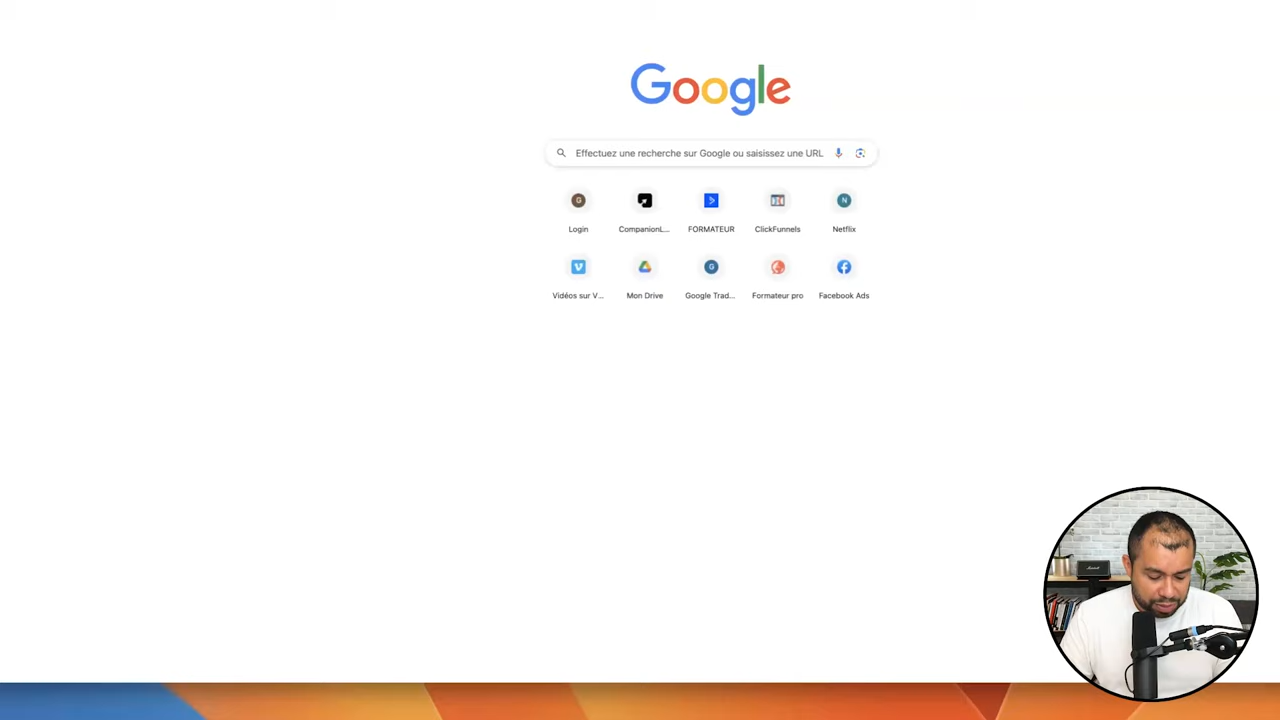 Google
Effectuez une recherche sur Google ou saisissez une URL
G
N
Login
CompanionL...
FORMATEUR
ClickFunnels
Netflix
G
Vidéos sur V...
Mon Drive
Google Trad...
Formateur pro
Facebook Ads
Marshall